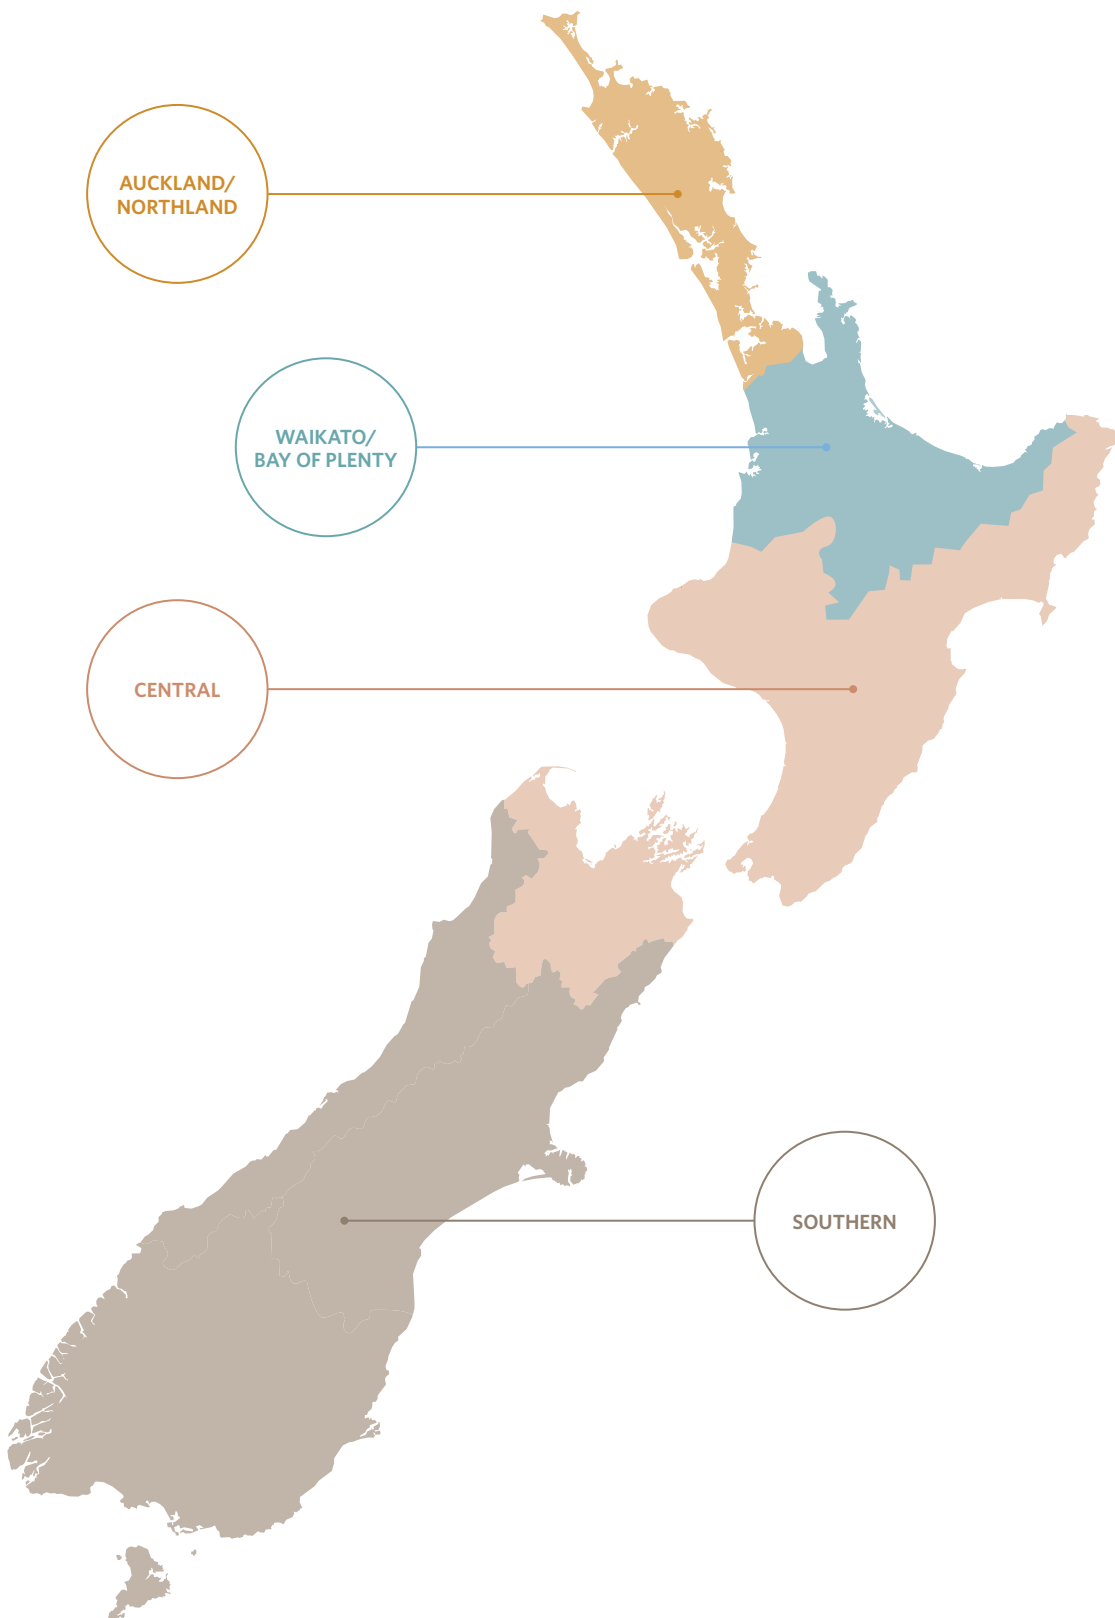 AUCKLAND/
NORTHLAND
WAIKATO/
BAY OF PLENTY
CENTRAL
SOUTHERN